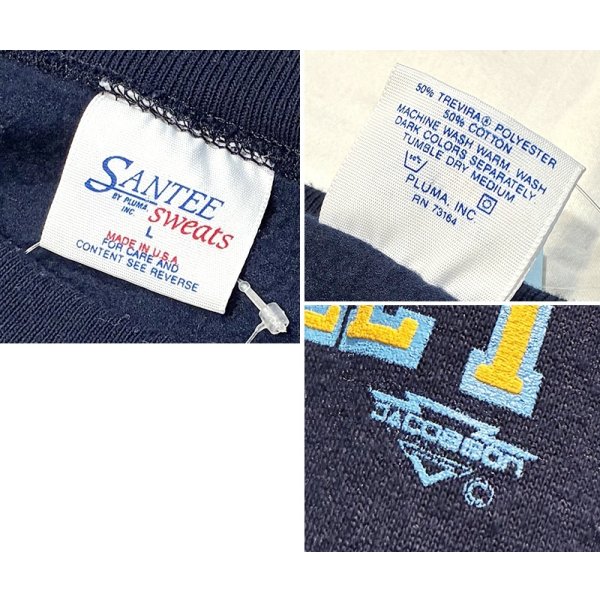 SANTEE
BY PLUMA, INC.
sweats
L
MADE IN U.S.A.
FOR CARE AND
CONTENT SEE REVERSE
50% TREVIRA® POLYESTER
50% COTTON
MACHINE WASH WARM, WASH
DARK COLORS SEPARATELY
TUMBLE DRY MEDIUM
PLUMA, INC
RN 73164
JACOBSON
©